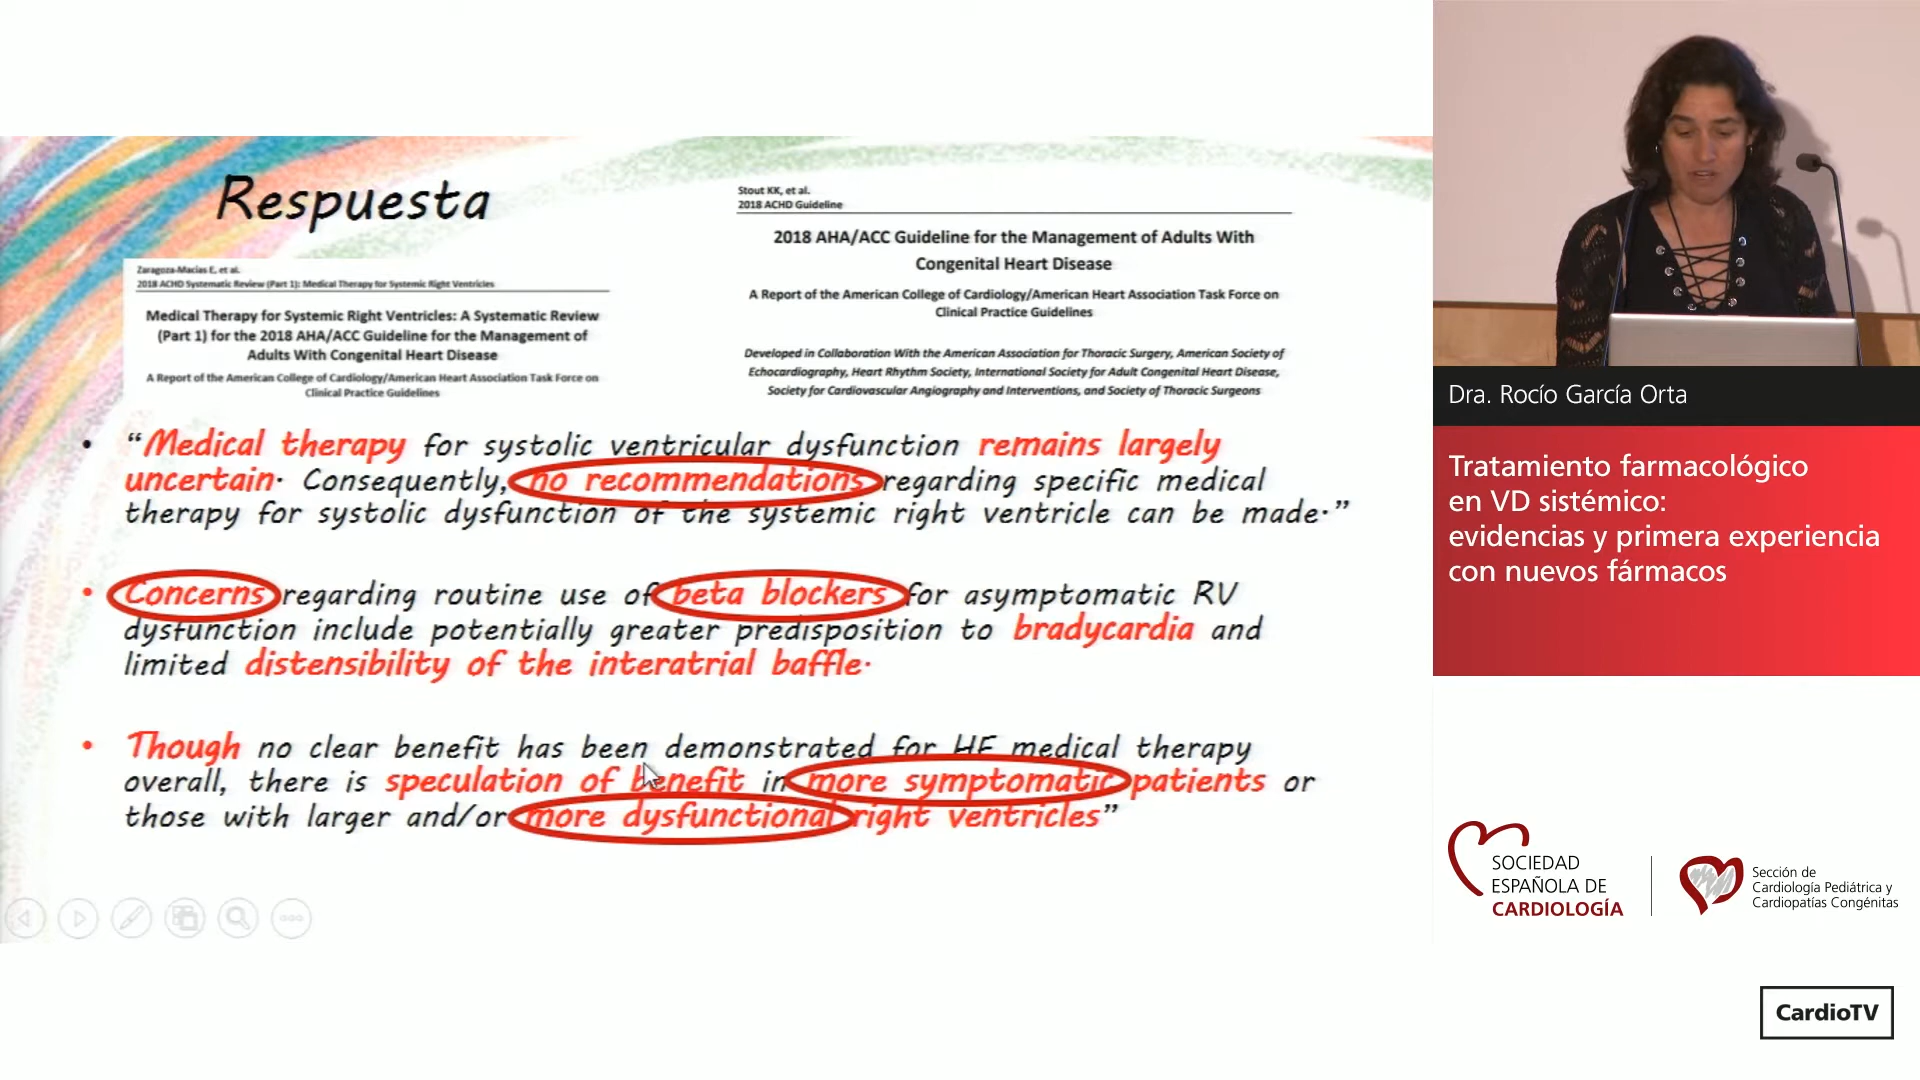 Respuesta
Zaragoza-Macias E, et al.
2018 ACHD Systematic Review (Part 1): Medical Therapy for Systemic Right Ventricles
Medical Therapy for Systemic Right Ventricles: A Systematic Review
(Part 1) for the 2018 AHA/ACC Guideline for the Management of
Adults With Congenital Heart Disease
A Report of the American College of Cardiology/American Heart Association Task Force on
Clinical Practice Guidelines
Stout KK, et al.
2018 ACHD Guideline
2018 AHA/ACC Guideline for the Management of Adults With
Congenital Heart Disease
A Report of the American College of Cardiology/American Heart Association Task Force on
Clinical Practice Guidelines
Developed in Collaboration With the American Association for Thoracic Surgery, American Society of
Echocardiography, Heart Rhythm Society, International Society for Adult Congenital Heart Disease,
Society for Cardiovascular Angiography and Interventions, and Society of Thoracic Surgeons
• “Medical therapy for systolic ventricular dysfunction remains largely
uncertain. Consequently, no recommendations regarding specific medical
therapy for systolic dysfunction of the systemic right ventricle can be made.”
• Concerns regarding routine use of beta blockers for asymptomatic RV
dysfunction include potentially greater predisposition to bradycardia and
limited distensibility of the interatrial baffle.
• Though no clear benefit has been demonstrated for HF medical therapy
overall, there is speculation of benefit in more symptomatic patients or
those with larger and/or more dysfunctional right ventricles”
Dra. Rocío García Orta
Tratamiento farmacológico
en VD sistémico:
evidencias y primera experiencia
con nuevos fármacos
SOCIEDAD
ESPAÑOLA DE
CARDIOLOGÍA
Sección de
Cardiología Pediátrica y
Cardiopatías Congénitas
CardioTV